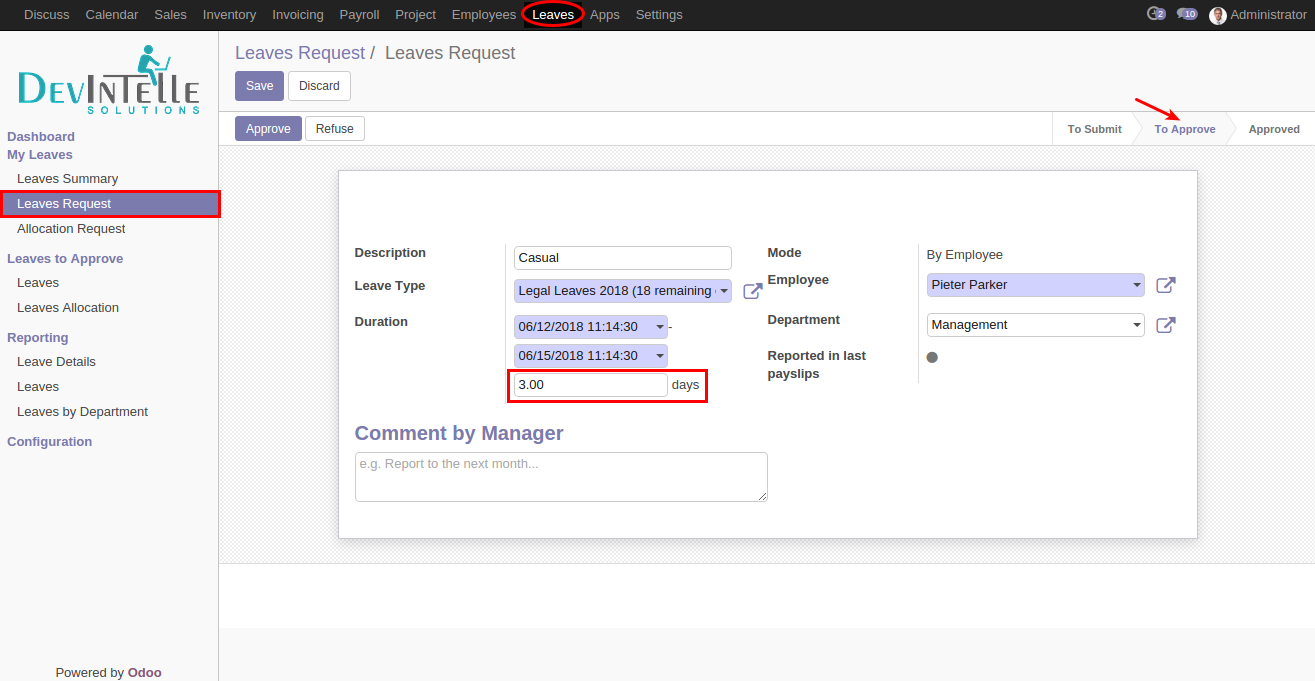 Discuss Calendar Sales Inventory Invoicing Payroll Project Employees Leaves Apps Settings 2 10 Administrator
DEVINTELLE
SOLUTIONS
Dashboard
My Leaves
Leaves Summary
Leaves Request
Allocation Request
Leaves to Approve
Leaves
Leaves Allocation
Reporting
Leave Details
Leaves
Leaves by Department
Configuration
Powered by Odoo
Leaves Request / Leaves Request
Save Discard
Approve Refuse To Submit To Approve Approved
Description Casual
Leave Type Legal Leaves 2018 (18 remaining
Duration 06/12/2018 11:14:30 -
06/15/2018 11:14:30
3.00 days
Mode By Employee
Employee Pieter Parker
Department Management
Reported in last
payslips
Comment by Manager
e.g. Report to the next month...